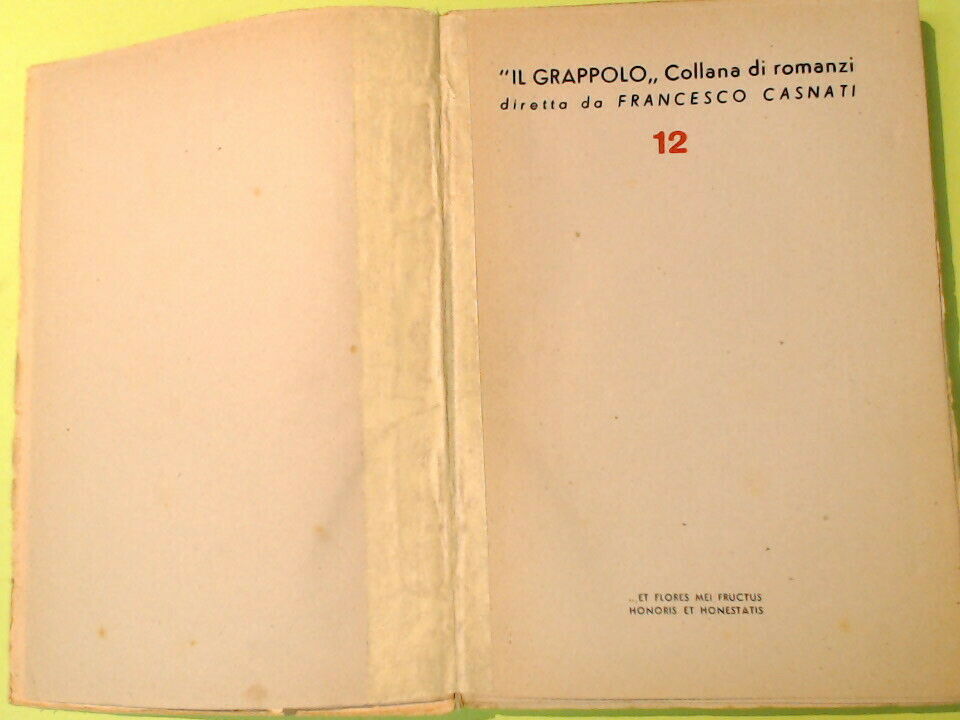 "IL GRAPPOLO„ Collana di romanzi
diretta da FRANCESCO CASNATI
12
...ET FLORES MEI FRUCTUS
HONORIS ET HONESTATIS